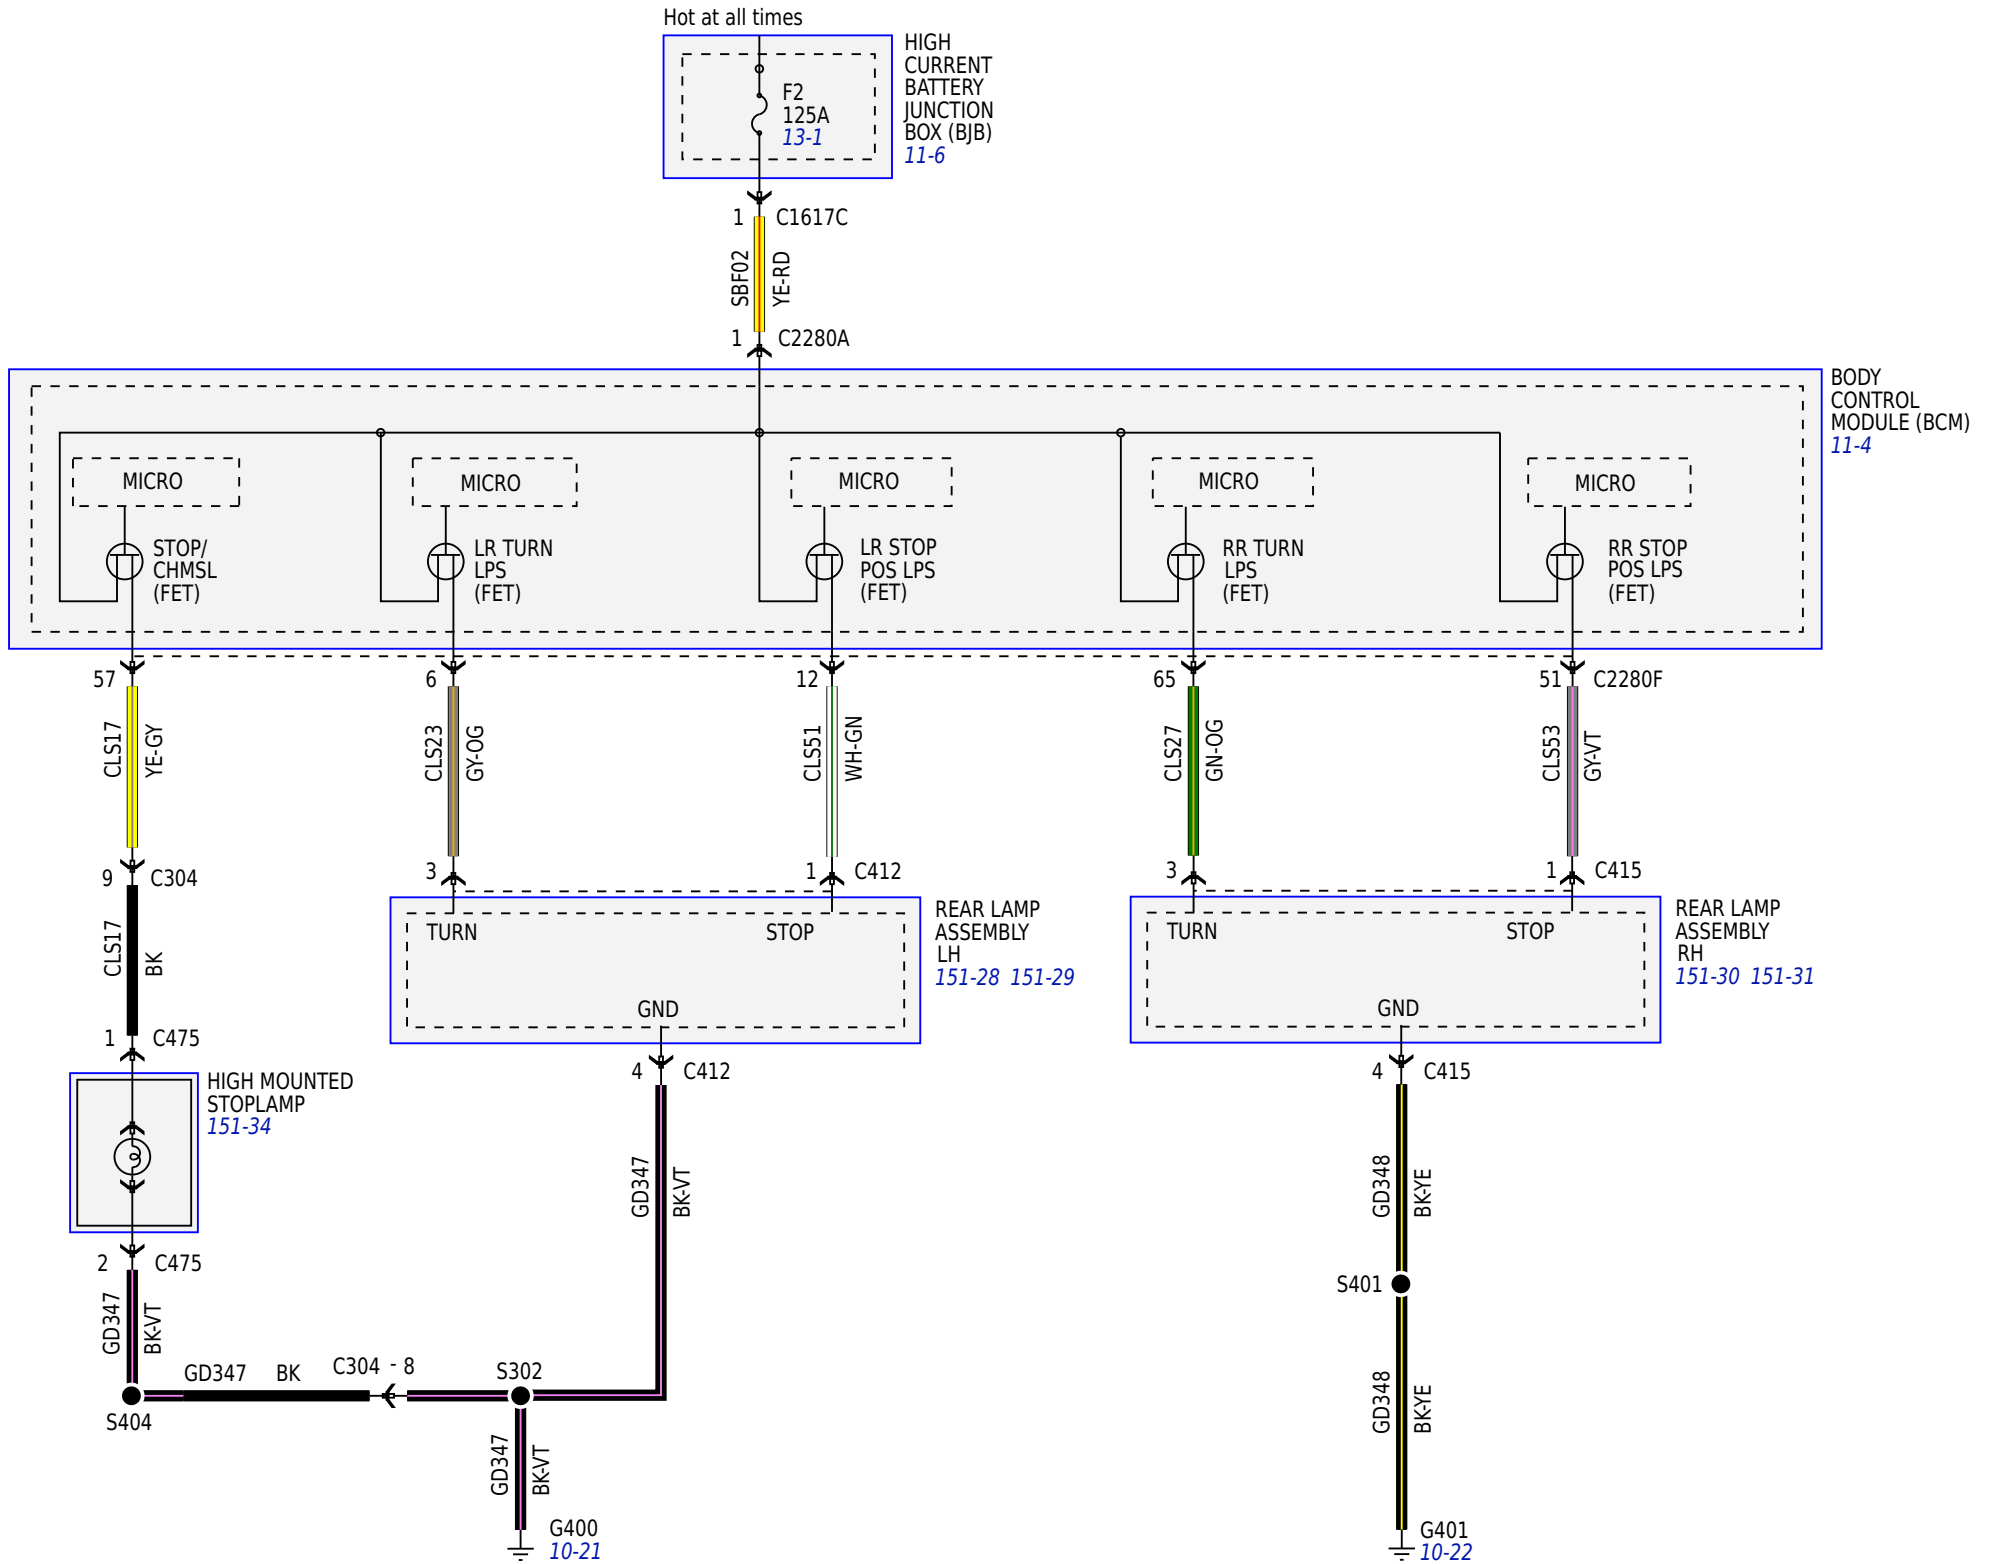 Hot at all times
HIGH
CURRENT
BATTERY
JUNCTION
BOX (BJB)
11-6
F2
125A
13-1
1 C1617C
SBF02
YE-RD
1 C2280A
BODY
CONTROL
MODULE (BCM)
11-4
MICRO
STOP/
CHMSL
(FET)
MICRO
LR TURN
LPS
(FET)
MICRO
LR STOP
POS LPS
(FET)
MICRO
RR TURN
LPS
(FET)
MICRO
RR STOP
POS LPS
(FET)
57
6
12
65
51 C2280F
CLS17
YE-GY
CLS23
GY-OG
CLS51
WH-GN
CLS27
GN-OG
CLS53
GY-VT
9 C304
3
1 C412
3
1 C415
CLS17
BK
TURN
STOP
GND
REAR LAMP
ASSEMBLY
LH
151-28 151-29
TURN
STOP
GND
REAR LAMP
ASSEMBLY
RH
151-30 151-31
1 C475
HIGH MOUNTED
STOPLAMP
151-34
4 C412
4 C415
GD347
BK-VT
GD348
BK-YE
2 C475
GD347
BK-VT
S401
GD347 BK C304 - 8
S302
S404
GD347
BK-VT
GD348
BK-YE
G400
10-21
G401
10-22